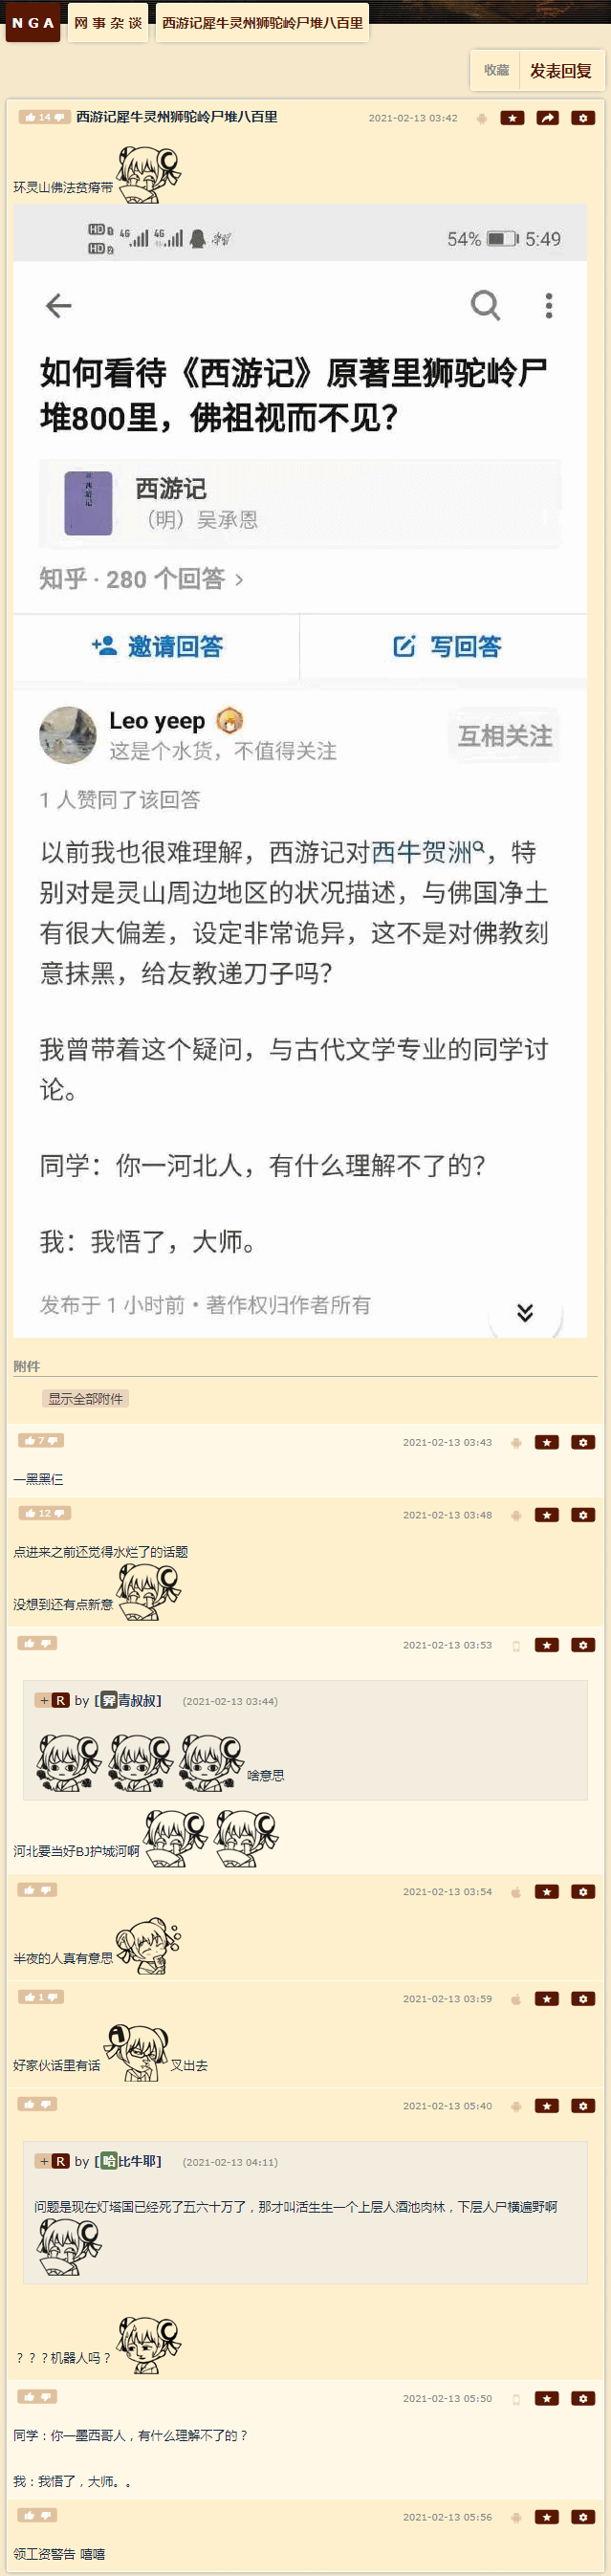 NGA 网事杂谈 西游记犀牛灵州狮驼岭尸堆八百里
收藏 发表回复
14 西游记犀牛灵州狮驼岭尸堆八百里 2021-02-13 03:42
环灵山佛法贫瘠带
HD 1 4G 4G 54% 5:49
HD 2
如何看待《西游记》原著里狮驼岭尸
堆800里，佛祖视而不见？
西游记
西游记
（明）吴承恩
知乎 · 280 个回答 >
邀请回答 写回答
Leo yeep
这是个水货，不值得关注
互相关注
1 人赞同了该回答
以前我也很难理解，西游记对西牛贺洲，特
别对是灵山周边地区的状况描述，与佛国净土
有很大偏差，设定非常诡异，这不是对佛教刻
意抹黑，给友教递刀子吗？
我曾带着这个疑问，与古代文学专业的同学讨
论。
同学：你一河北人，有什么理解不了的？
我：我悟了，大师。
发布于 1 小时前 · 著作权归作者所有
附件
显示全部附件
7 2021-02-13 03:43
一黑黑仨
12 2021-02-13 03:48
点进来之前还觉得水烂了的话题
没想到还有点新意
2021-02-13 03:53
+ R by [羿青叔叔] (2021-02-13 03:44)
啥意思
河北要当好BJ护城河啊
2021-02-13 03:54
半夜的人真有意思
1 2021-02-13 03:59
好家伙话里有话 叉出去
2021-02-13 05:40
+ R by [哈比牛耶] (2021-02-13 04:11)
问题是现在灯塔国已经死了五六十万了，那才叫活生生一个上层人酒池肉林，下层人尸横遍野啊
？？？机器人吗？
2021-02-13 05:50
同学：你一墨西哥人，有什么理解不了的？
我：我悟了，大师。。
2021-02-13 05:56
领工资警告 嘻嘻